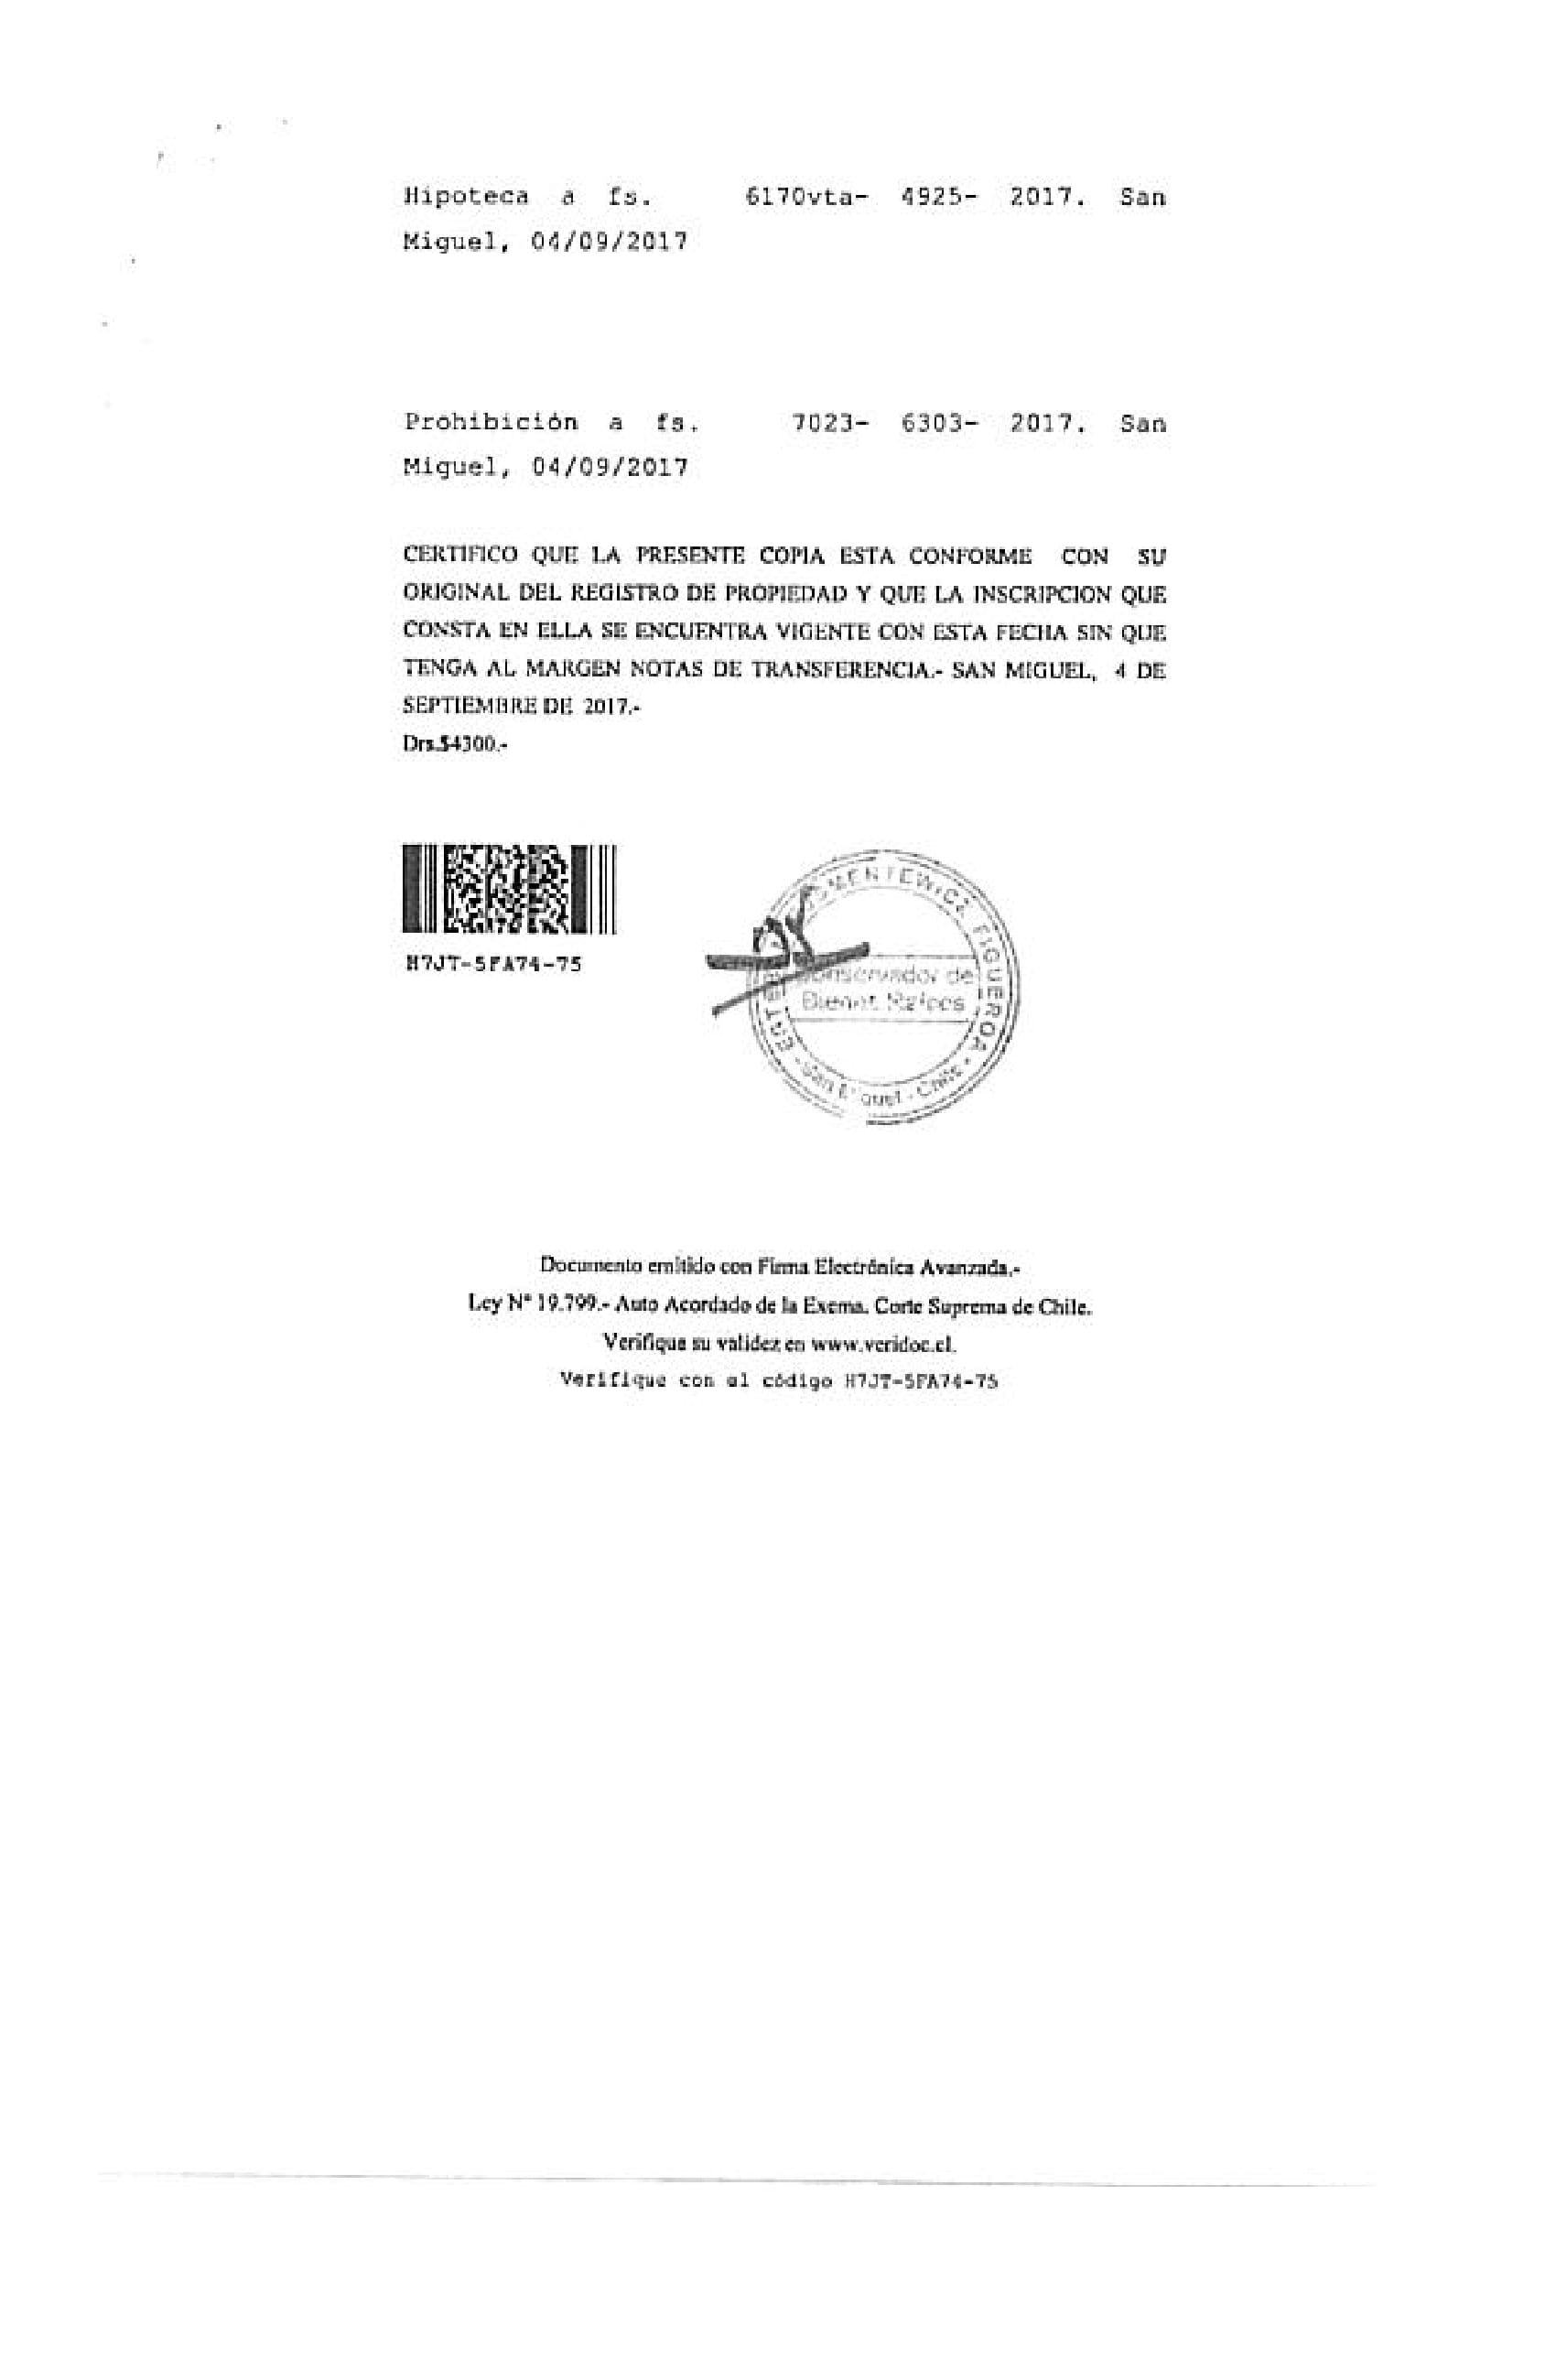 Hipoteca a fs. 6170vta- 4925- 2017. San
Miguel, 04/09/2017
Prohibición a fs. 7023- 6303- 2017. San
Miguel, 04/09/2017
CERTIFICO QUE LA PRESENTE COPIA ESTA CONFORME CON SU
ORIGINAL DEL REGISTRO DE PROPIEDAD Y QUE LA INSCRIPCION QUE
CONSTA EN ELLA SE ENCUENTRA VIGENTE CON ESTA FECHA SIN QUE
TENGA AL MARGEN NOTAS DE TRANSFERENCIA.- SAN MIGUEL, 4 DE
SEPTIEMBRE DE 2017.-
Drs.$4300.-
H7JT-5FA74-75
FIGUEROA
Conservador de
Bienes Raíces
San Miguel - Chile
Documento emitido con Firma Electrónica Avanzada.-
Ley N° 19.799.- Auto Acordado de la Exema. Corte Suprema de Chile.
Verifique su validez en www.veridoc.cl.
Verifique con el código H7JT-5FA74-75